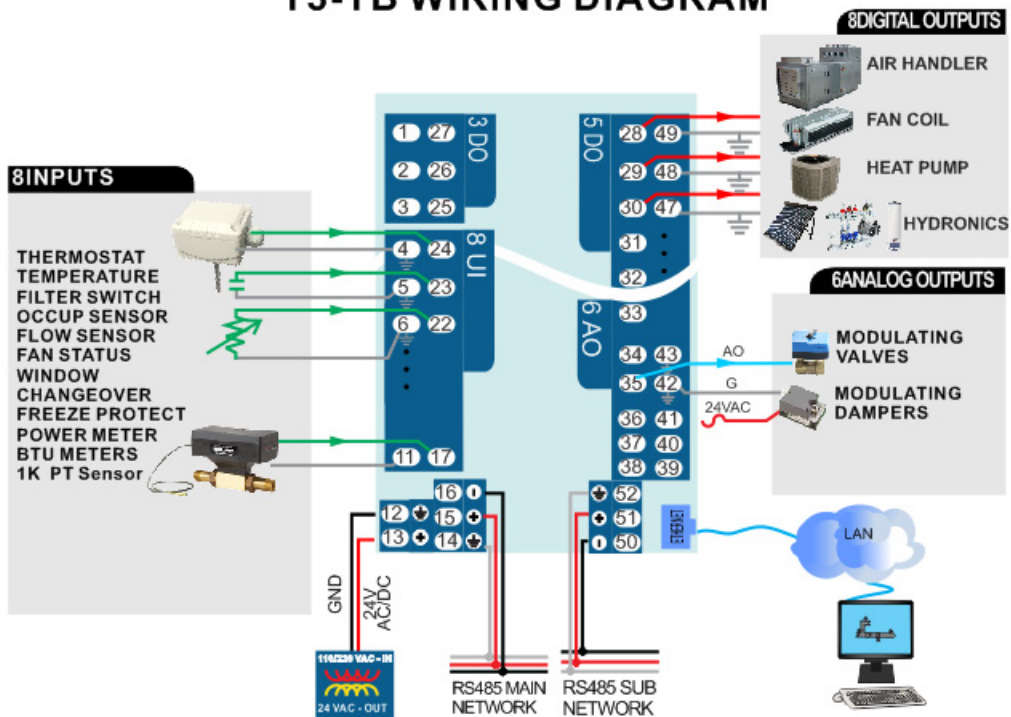 T3-TB WIRING DIAGRAM
8DIGITAL OUTPUTS
AIR HANDLER
FAN COIL
HEAT PUMP
HYDRONICS
6ANALOG OUTPUTS
MODULATING
VALVES
MODULATING
DAMPERS
8INPUTS
THERMOSTAT
TEMPERATURE
FILTER SWITCH
OCCUP SENSOR
FLOW SENSOR
FAN STATUS
WINDOW
CHANGEOVER
FREEZE PROTECT
POWER METER
BTU METERS
1K PT Sensor
3 DO
1 27
2 26
3 25
8 UI
4 24
5 23
6 22
11 17
16 -
12 15 +
13 + 14
5 DO
28 49
29 48
30 47
31
32
6 AO
33
34 43
35 42
36 41
37 40
38 39
52
+ 51
- 50
AO
G
24VAC
ETHERNET
LAN
GND
24V
AC/DC
110/220 VAC - IN
24 VAC - OUT
RS485 MAIN
NETWORK
RS485 SUB
NETWORK